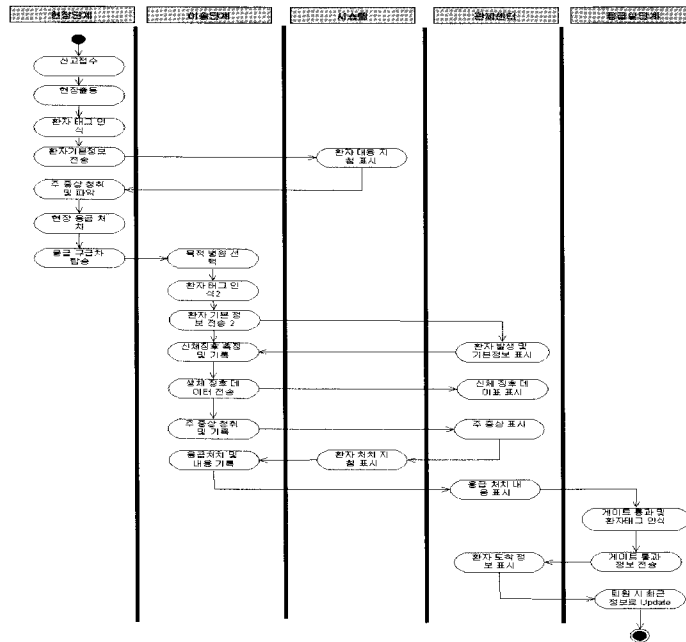 현장단계
이송단계
시스템
관제센터
응급실단계
신고접수
현장출동
환자 태그 인
식
환자기본정보
전송
환자 대응 지
침 표시
주 증상 청취
및 파악
현장 응급 처
치
응급 구급차
탑승
목적 병원 선
택
환자 태그 인
식2
환자 기본 정
보 전송 2
환자 발생 및
기본정보 표시
신체징후 측정
및 기록
생체 징후 데
이터 전송
신체 징후 데
이표 표시
주 증상 청취
및 기록
주 증상 표시
환자 처치 지
침 표시
응급처치 및
내용 기록
응급 처치 내
용 표시
게이트 통과 및
환자태그 인식
게이트 통과
정보 전송
환자 도착 정
보 표시
퇴원 시 최근
정보로 Update